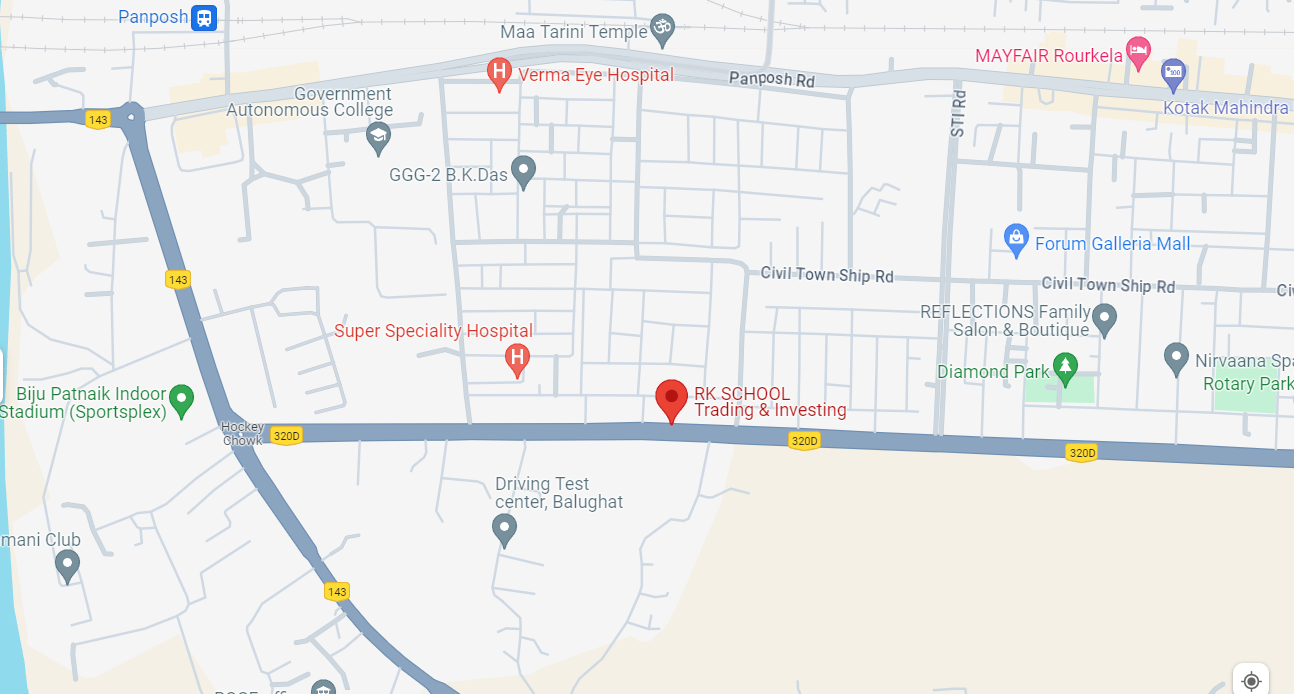 Panposh
Maa Tarini Temple
MAYFAIR Rourkela
Verma Eye Hospital
Panposh Rd
100
Kotak Mahindra
Government
Autonomous College
STI Rd
143
GGG-2 B.K.Das
Forum Galleria Mall
143
Civil Town Ship Rd
Civil Town Ship Rd
Ci
REFLECTIONS Family
Salon & Boutique
Super Speciality Hospital
Nirvaana Spa
Diamond Park
Rotary Park
Biju Patnaik Indoor
Stadium (Sportsplex)
RK SCHOOL
Trading & Investing
Hockey
Chowk
320D
320D
320D
Driving Test
center, Balughat
mani Club
143